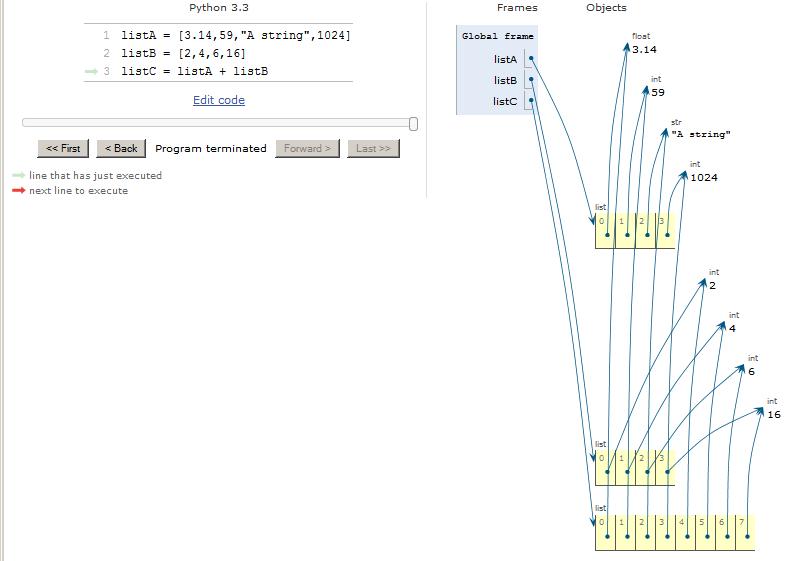 Python 3.3
1 listA = [3.14,59,"A string",1024]
2 listB = [2,4,6,16]
3 listC = listA + listB
Edit code
<< First < Back Program terminated Forward > Last >>
line that has just executed
next line to execute
Frames Objects
Global frame
listA
listB
listC
float
3.14
int
59
str
"A string"
int
1024
list
0 1 2 3
int
2
int
4
int
6
int
16
list
0 1 2 3
list
0 1 2 3 4 5 6 7